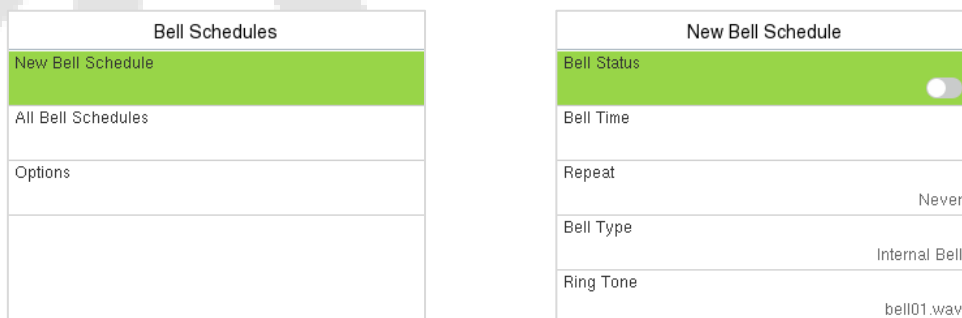 Bell Schedules
New Bell Schedule
All Bell Schedules
Options
New Bell Schedule
Bell Status
Bell Time
Repeat
Never
Bell Type
Internal Bell
Ring Tone
bell01.wav